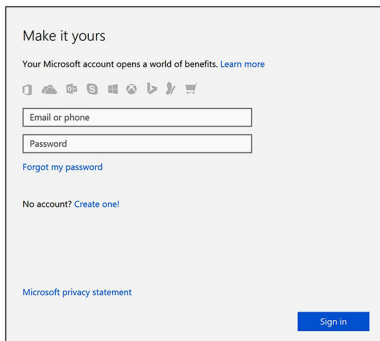 Make it yours
Your Microsoft account opens a world of benefits. Learn more
Email or phone
Password
Forgot my password
No account? Create one!
Microsoft privacy statement
Sign in